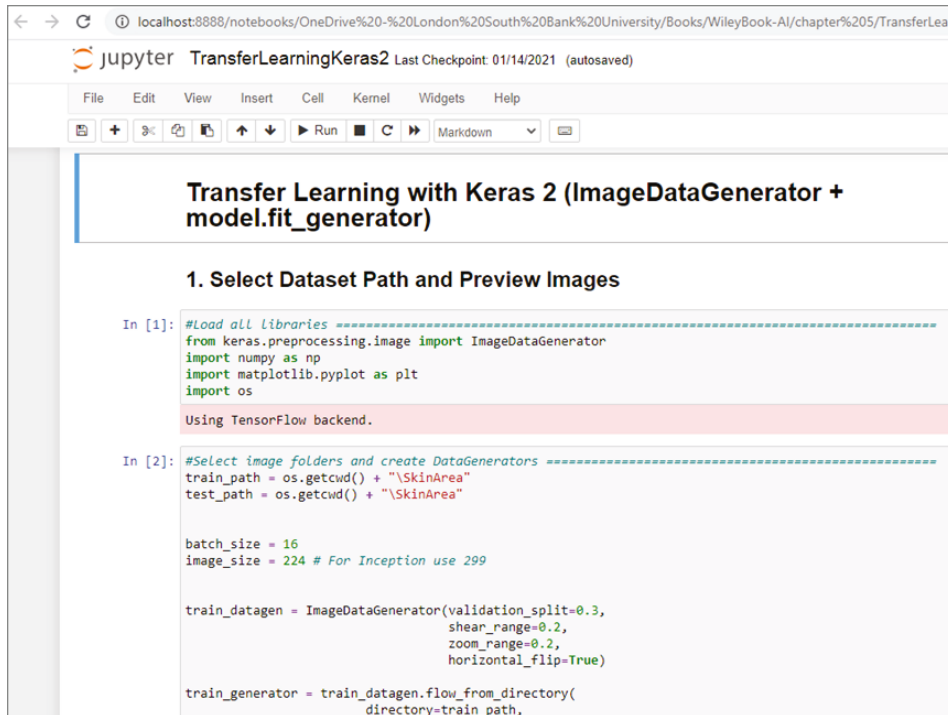 localhost:8888/notebooks/OneDrive%20-%20London%20South%20Bank%20University/Books/WileyBook-AI/chapter%205/TransferLea
jupyter TransferLearningKeras2 Last Checkpoint: 01/14/2021 (autosaved)
File Edit View Insert Cell Kernel Widgets Help
Run Markdown
Transfer Learning with Keras 2 (ImageDataGenerator +
model.fit_generator)
1. Select Dataset Path and Preview Images
In [1]: #Load all libraries ================================================================================
from keras.preprocessing.image import ImageDataGenerator
import numpy as np
import matplotlib.pyplot as plt
import os
Using TensorFlow backend.
In [2]: #Select image folders and create DataGenerators ====================================================
train_path = os.getcwd() + "\SkinArea"
test_path = os.getcwd() + "\SkinArea"
batch_size = 16
image_size = 224 # For Inception use 299
train_datagen = ImageDataGenerator(validation_split=0.3,
shear_range=0.2,
zoom_range=0.2,
horizontal_flip=True)
train_generator = train_datagen.flow_from_directory(
directory=train_path,